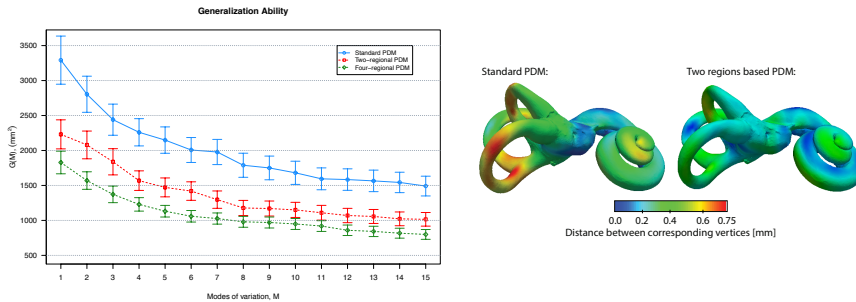 Generalization Ability
G(M), (mm³)
3500
3000
2500
2000
1500
1000
500
Standard PDM
Two−regional PDM
Four−regional PDM
1 2 3 4 5 6 7 8 9 10 11 12 13 14 15
Modes of variation, M
Standard PDM:
Two regions based PDM:
0.0 0.2 0.4 0.6 0.75
Distance between corresponding vertices [mm]